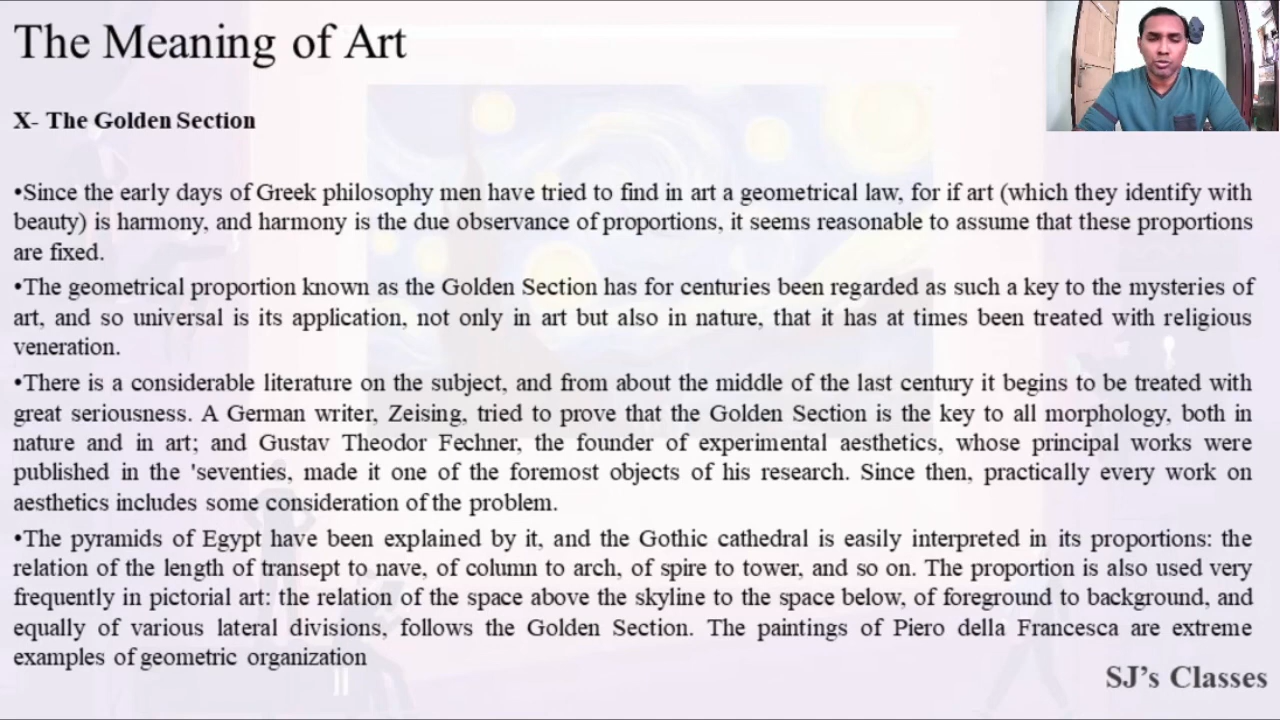 The Meaning of Art
X- The Golden Section
•Since the early days of Greek philosophy men have tried to find in art a geometrical law, for if art (which they identify with
beauty) is harmony, and harmony is the due observance of proportions, it seems reasonable to assume that these proportions
are fixed.
•The geometrical proportion known as the Golden Section has for centuries been regarded as such a key to the mysteries of
art, and so universal is its application, not only in art but also in nature, that it has at times been treated with religious
veneration.
•There is a considerable literature on the subject, and from about the middle of the last century it begins to be treated with
great seriousness. A German writer, Zeising, tried to prove that the Golden Section is the key to all morphology, both in
nature and in art; and Gustav Theodor Fechner, the founder of experimental aesthetics, whose principal works were
published in the 'seventies, made it one of the foremost objects of his research. Since then, practically every work on
aesthetics includes some consideration of the problem.
•The pyramids of Egypt have been explained by it, and the Gothic cathedral is easily interpreted in its proportions: the
relation of the length of transept to nave, of column to arch, of spire to tower, and so on. The proportion is also used very
frequently in pictorial art: the relation of the space above the skyline to the space below, of foreground to background, and
equally of various lateral divisions, follows the Golden Section. The paintings of Piero della Francesca are extreme
examples of geometric organization
SJ's Classes